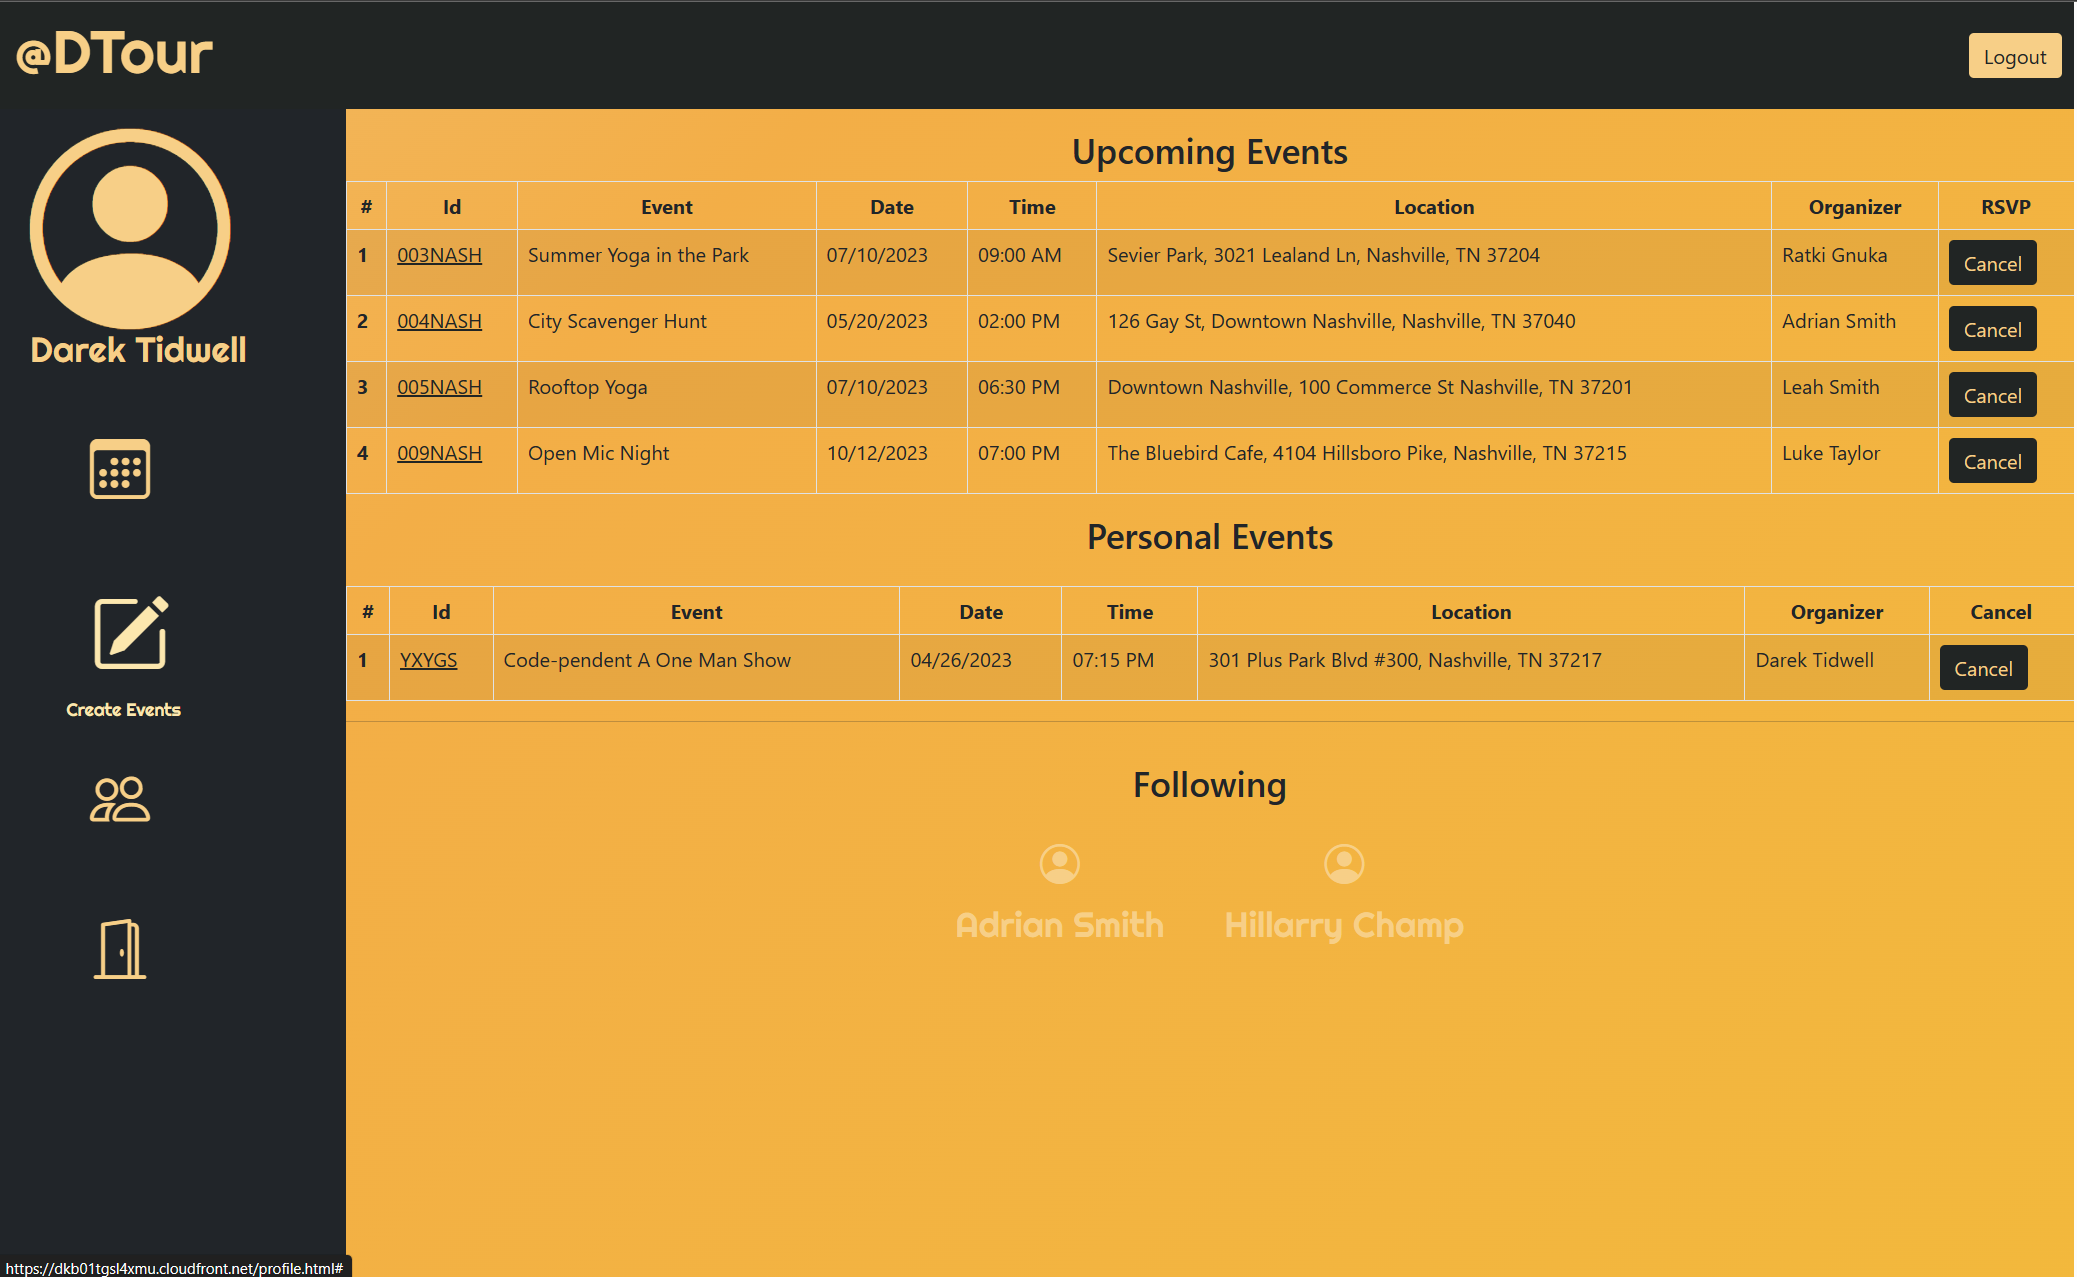 @DTour
Logout
Darek Tidwell
Create Events
Upcoming Events
# Id Event Date Time Location Organizer RSVP
1 003NASH Summer Yoga in the Park 07/10/2023 09:00 AM Sevier Park, 3021 Lealand Ln, Nashville, TN 37204 Ratki Gnuka Cancel
2 004NASH City Scavenger Hunt 05/20/2023 02:00 PM 126 Gay St, Downtown Nashville, Nashville, TN 37040 Adrian Smith Cancel
3 005NASH Rooftop Yoga 07/10/2023 06:30 PM Downtown Nashville, 100 Commerce St Nashville, TN 37201 Leah Smith Cancel
4 009NASH Open Mic Night 10/12/2023 07:00 PM The Bluebird Cafe, 4104 Hillsboro Pike, Nashville, TN 37215 Luke Taylor Cancel
Personal Events
# Id Event Date Time Location Organizer Cancel
1 YXYGS Code-pendent A One Man Show 04/26/2023 07:15 PM 301 Plus Park Blvd #300, Nashville, TN 37217 Darek Tidwell Cancel
Following
Adrian Smith Hillarry Champ
https://dkb01tgsl4xmu.cloudfront.net/profile.html#